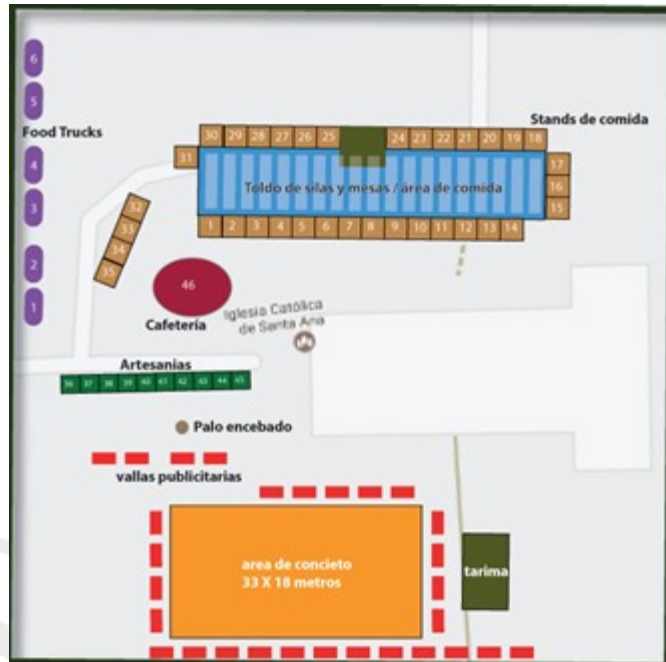 6
5
Food Trucks
4
3
2
1
Stands de comida
30 29 28 27 26 25 24 23 22 21 20 19 18
31
17
16
15
Toldo de silas y mesas / área de comida
1 2 3 4 5 6 7 8 9 10 11 12 13 14
32
33
34
35
46
Cafetería
Iglesia Católica
de Santa Ana
Artesanias
36 37 38 39 40 41 42 43 44 45
Palo encebado
vallas publicitarias
area de concieto
33 X 18 metros
tarima